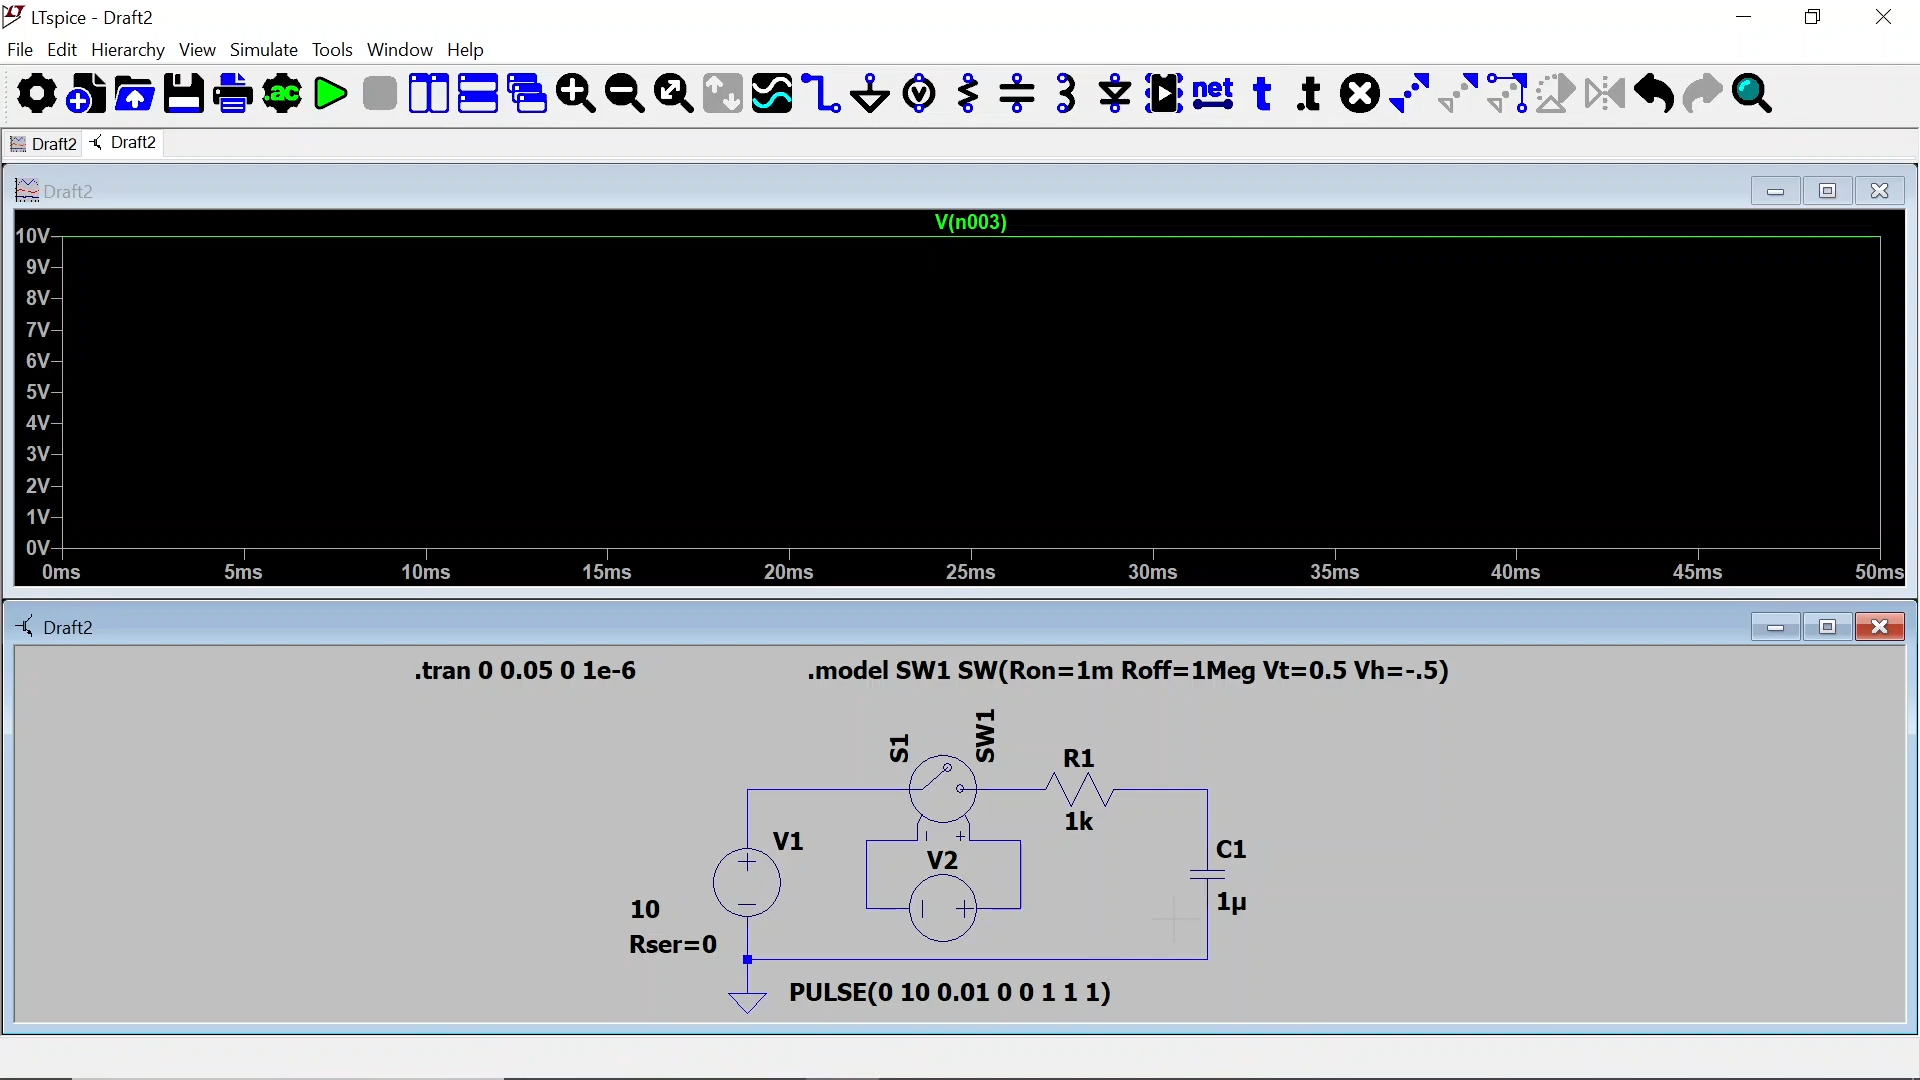 LTspice - Draft2
File Edit Hierarchy View Simulate Tools Window Help
.ac net t .t
Draft2 Draft2
Draft2
V(n003)
10V
9V
8V
7V
6V
5V
4V
3V
2V
1V
0V
0ms 5ms 10ms 15ms 20ms 25ms 30ms 35ms 40ms 45ms 50ms
Draft2
.tran 0 0.05 0 1e-6 .model SW1 SW(Ron=1m Roff=1Meg Vt=0.5 Vh=-.5)
S1 SW1
R1
1k
V1
V2
C1
10
1µ
Rser=0
PULSE(0 10 0.01 0 0 1 1 1)